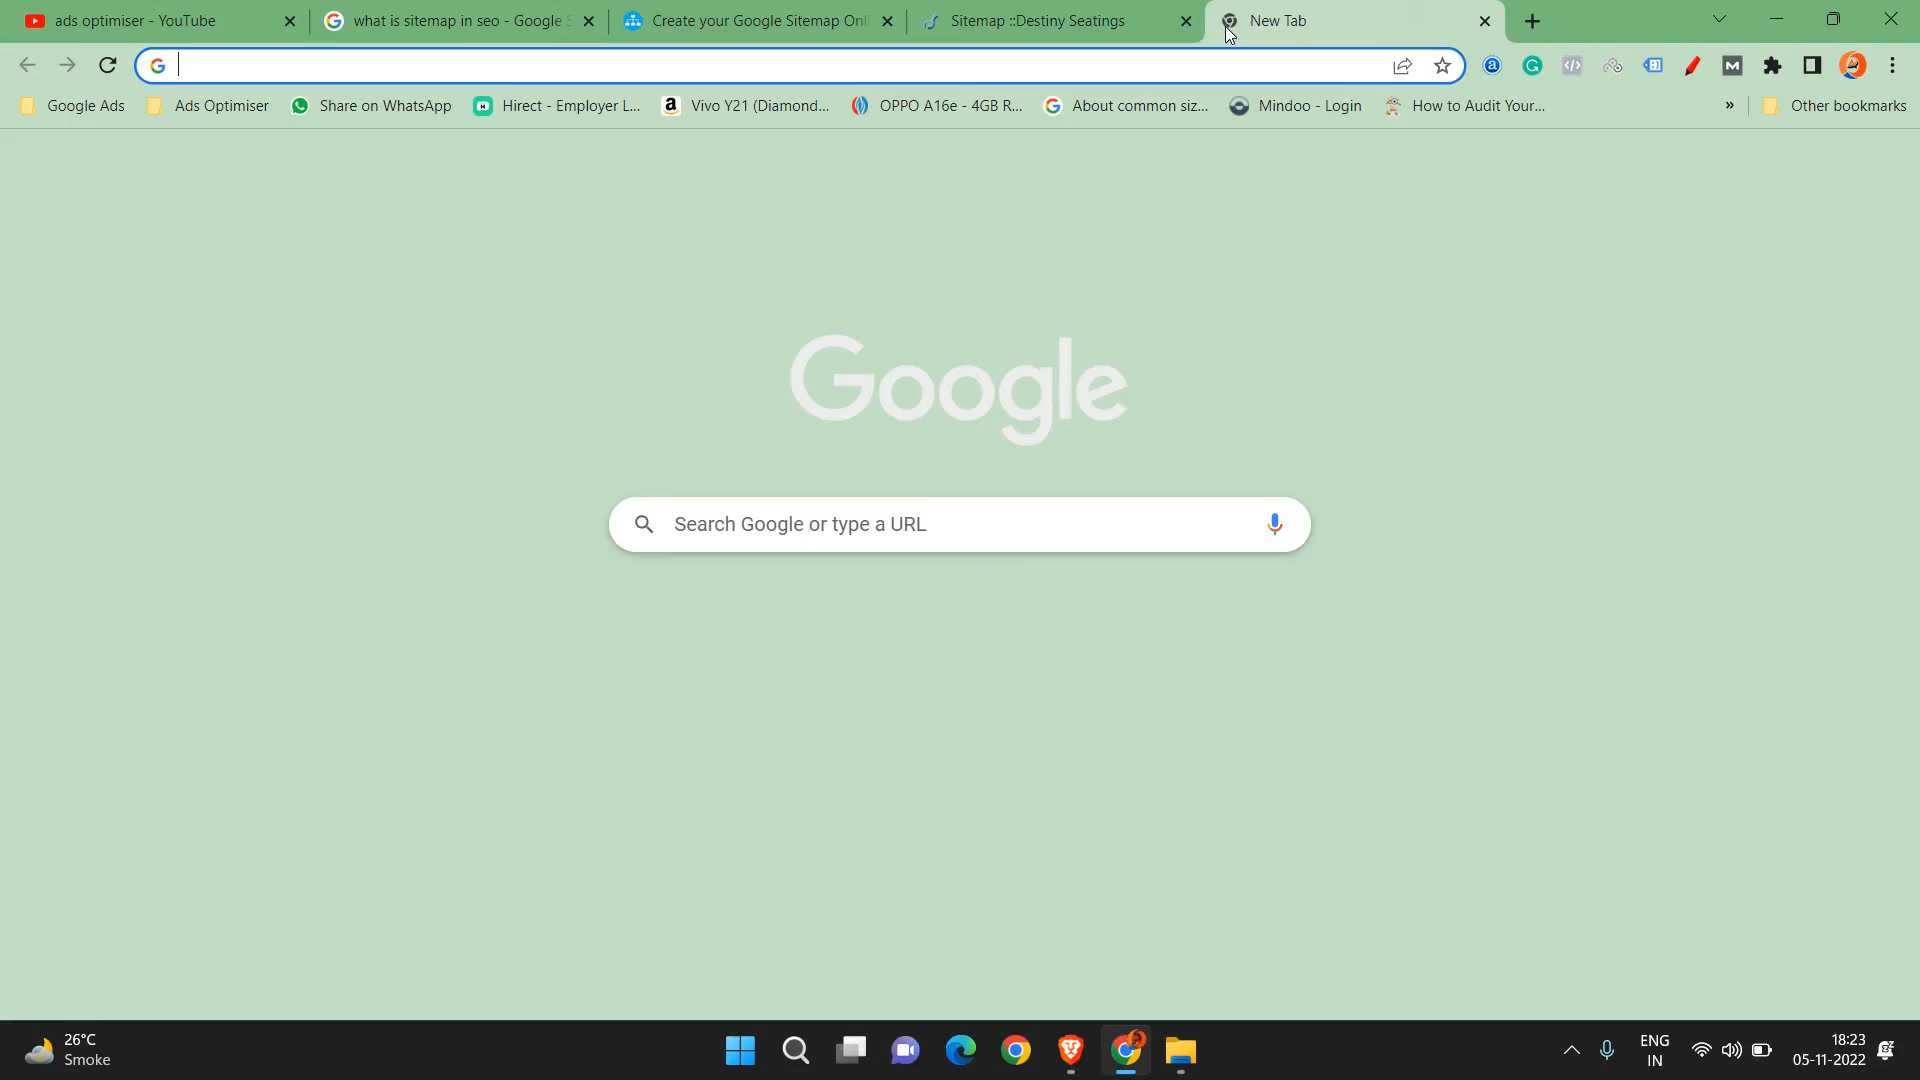 ads optimiser - YouTube
what is sitemap in seo - Google S
Create your Google Sitemap Onl
Sitemap ::Destiny Seatings
New Tab
Google Ads
Ads Optimiser
Share on WhatsApp
Hirect - Employer L...
Vivo Y21 (Diamond...
OPPO A16e - 4GB R...
About common siz...
Mindoo - Login
How to Audit Your...
»
Other bookmarks
Google
Search Google or type a URL
26°C
Smoke
ENG
IN
18:23
05-11-2022